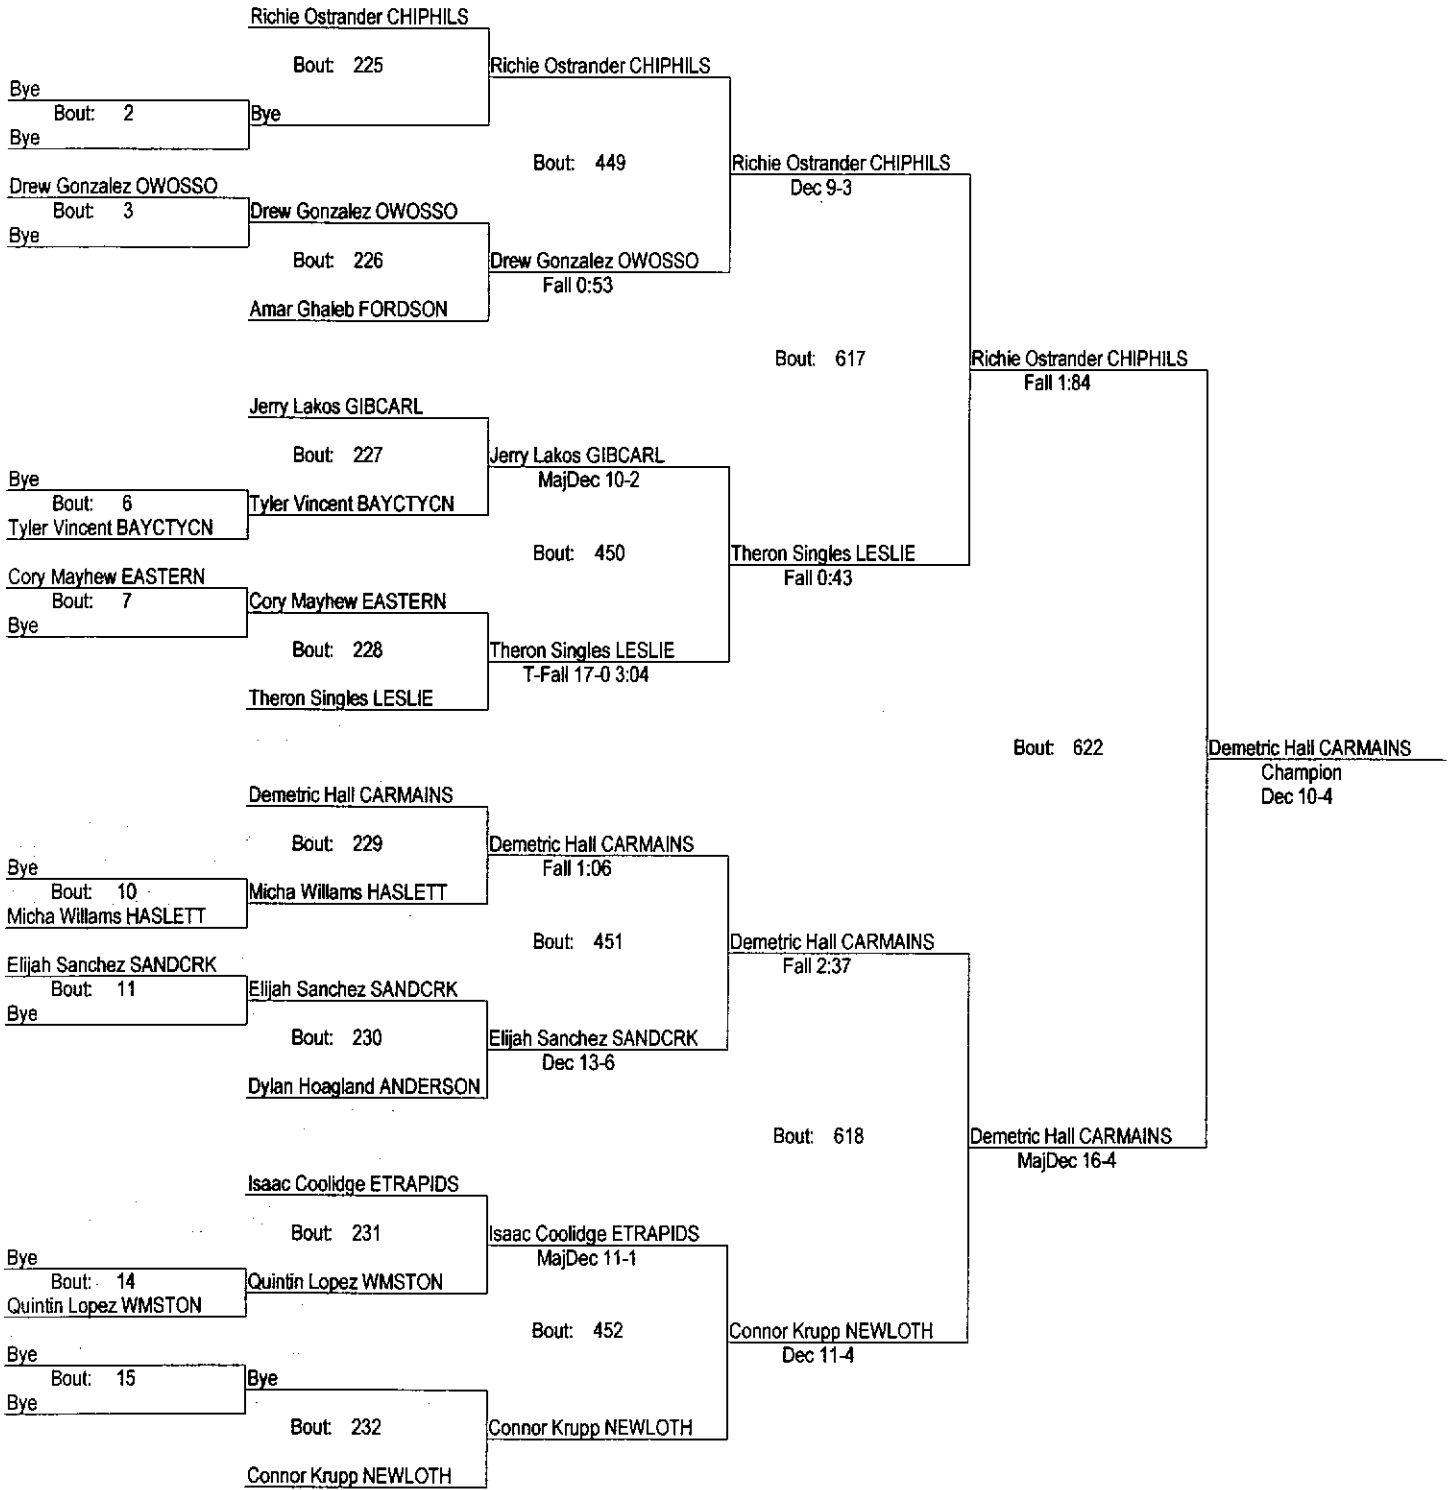 Richie Ostrander CHIPHILS
Bout: 225
Richie Ostrander CHIPHILS
Bye
Bout: 2
Bye
Bye
Bout: 449
Richie Ostrander CHIPHILS
Dec 9-3
Drew Gonzalez OWOSSO
Bout: 3
Drew Gonzalez OWOSSO
Bye
Bout: 226
Drew Gonzalez OWOSSO
Fall 0:53
Amar Ghaleb FORDSON
Bout: 617
Richie Ostrander CHIPHILS
Fall 1:84
Jerry Lakos GIBCARL
Bout: 227
Jerry Lakos GIBCARL
MajDec 10-2
Bye
Bout: 6
Tyler Vincent BAYCTYCN
Tyler Vincent BAYCTYCN
Bout: 450
Theron Singles LESLIE
Fall 0:43
Cory Mayhew EASTERN
Bout: 7
Cory Mayhew EASTERN
Bye
Bout: 228
Theron Singles LESLIE
T-Fall 17-0 3:04
Theron Singles LESLIE
Bout: 622
Demetric Hall CARMAINS
Champion
Dec 10-4
Demetric Hall CARMAINS
Bout: 229
Demetric Hall CARMAINS
Fall 1:06
Bye
Bout: 10
Micha Willams HASLETT
Micha Willams HASLETT
Bout: 451
Demetric Hall CARMAINS
Fall 2:37
Elijah Sanchez SANDCRK
Bout: 11
Elijah Sanchez SANDCRK
Bye
Bout: 230
Elijah Sanchez SANDCRK
Dec 13-6
Dylan Hoagland ANDERSON
Bout: 618
Demetric Hall CARMAINS
MajDec 16-4
Isaac Coolidge ETRAPIDS
Bout: 231
Isaac Coolidge ETRAPIDS
MajDec 11-1
Bye
Bout: 14
Quintin Lopez WMSTON
Quintin Lopez WMSTON
Bout: 452
Connor Krupp NEWLOTH
Dec 11-4
Bye
Bout: 15
Bye
Bye
Bout: 232
Connor Krupp NEWLOTH
Connor Krupp NEWLOTH